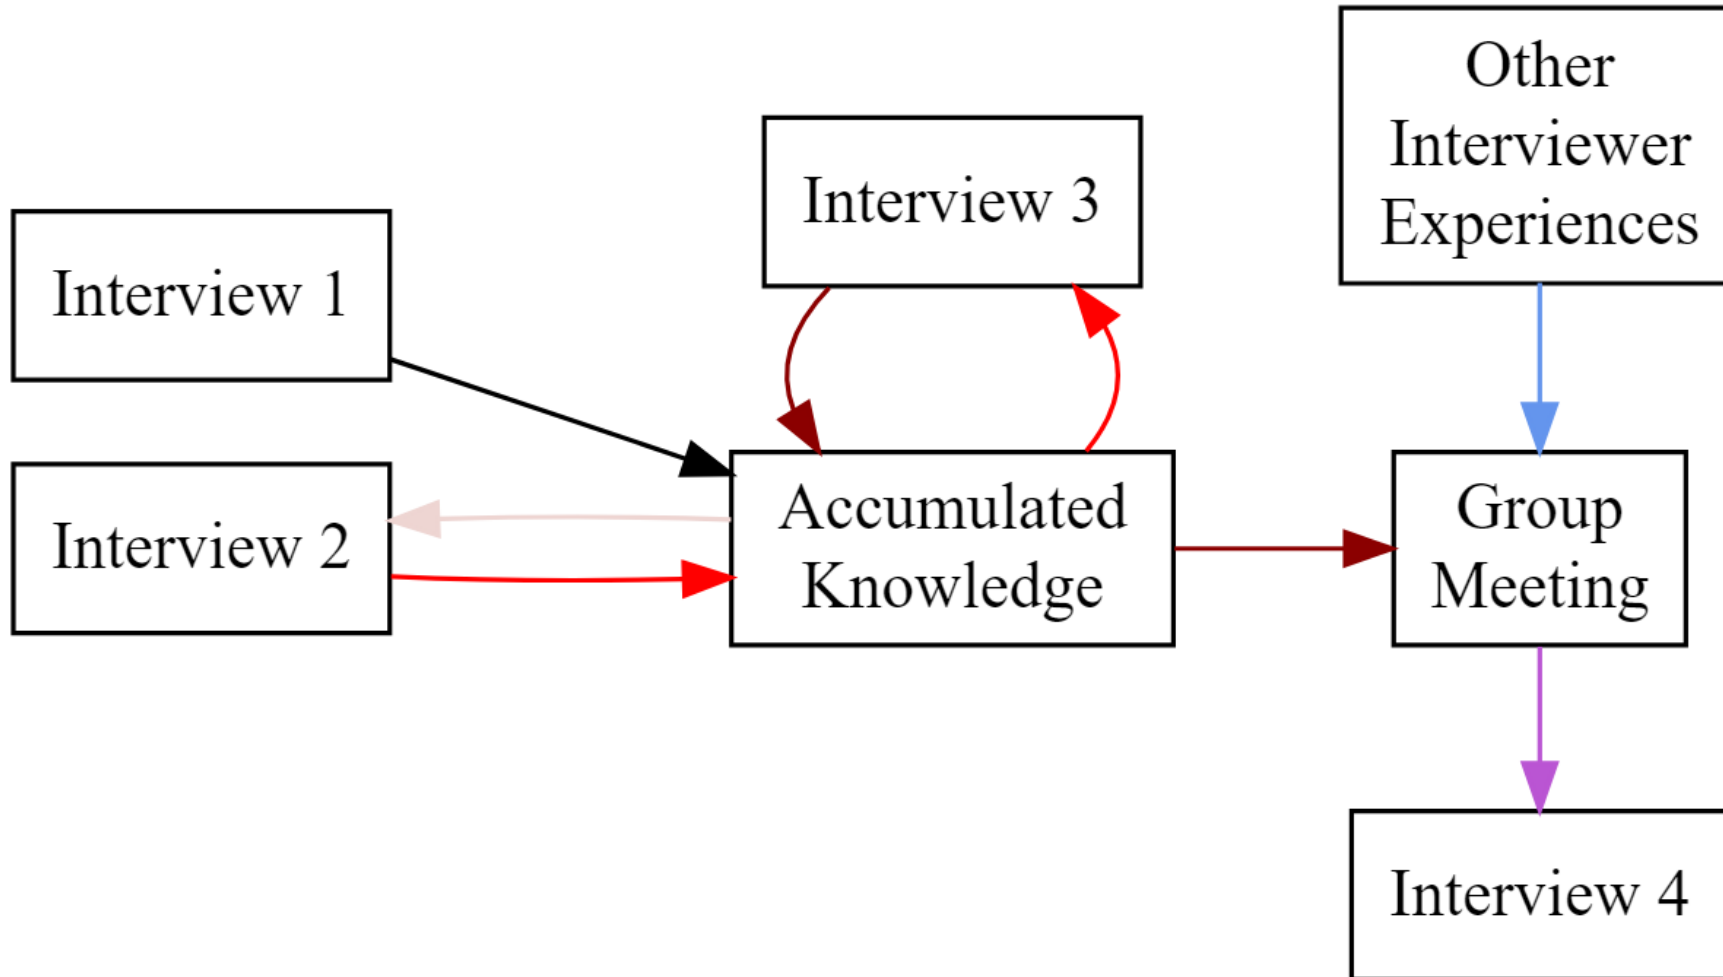 Other
Interviewer
Experiences
Interview 3
Interview 1
Interview 2
Accumulated
Knowledge
Group
Meeting
Interview 4